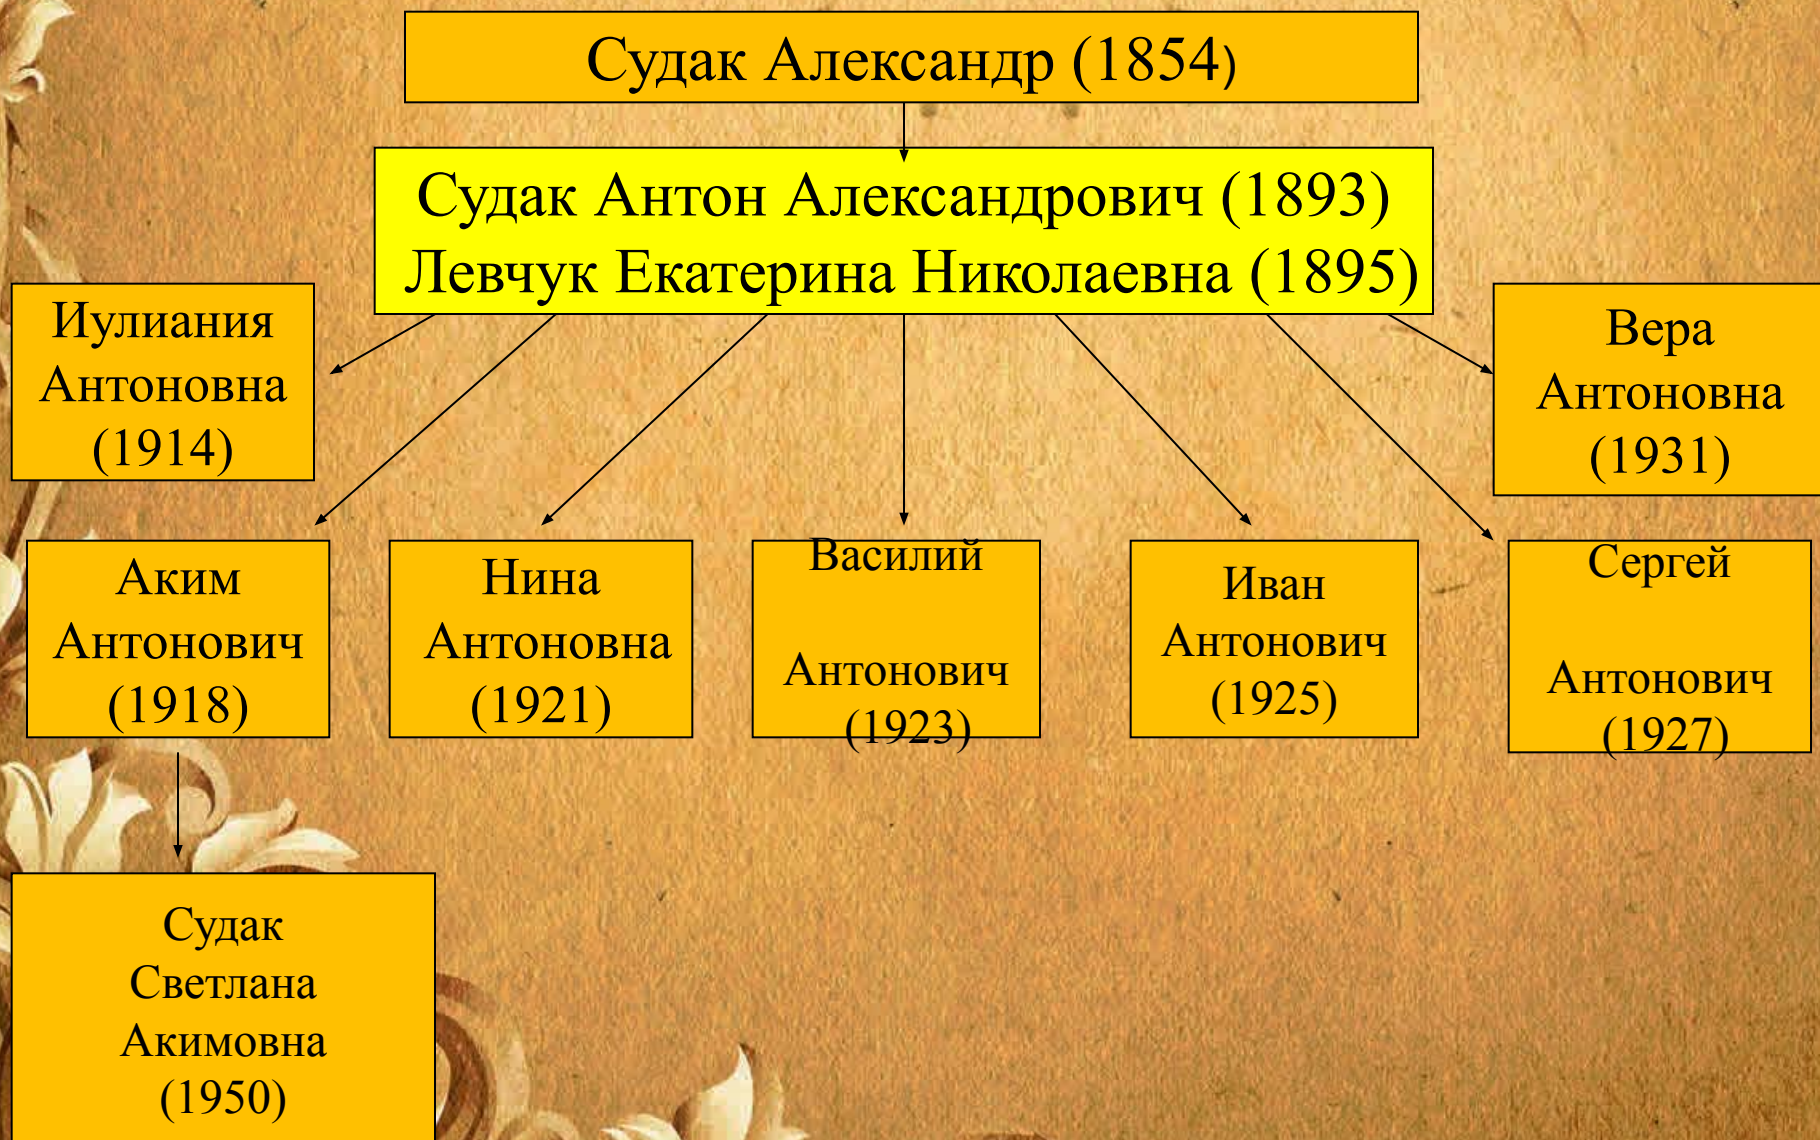 Судак Александр (1854)
Судак Антон Александрович (1893)
Левчук Екатерина Николаевна (1895)
Иулиания
Антоновна
(1914)
Вера
Антоновна
(1931)
Аким
Антонович
(1918)
Нина
Антоновна
(1921)
Василий
Антонович
(1923)
Иван
Антонович
(1925)
Сергей
Антонович
(1927)
Судак
Светлана
Акимовна
(1950)